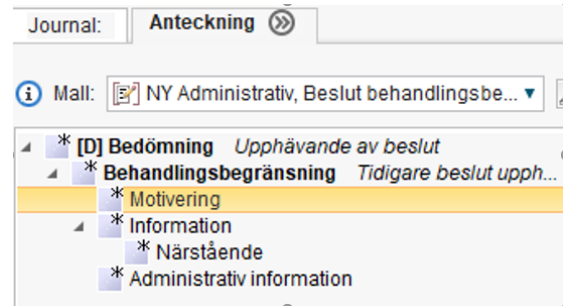 Journal: Anteckning
Mall: NY Administrativ, Beslut behandlingsbe...
* [D] Bedömning Upphävande av beslut
* Behandlingsbegränsning Tidigare beslut upph...
* Motivering
* Information
* Närstående
* Administrativ information